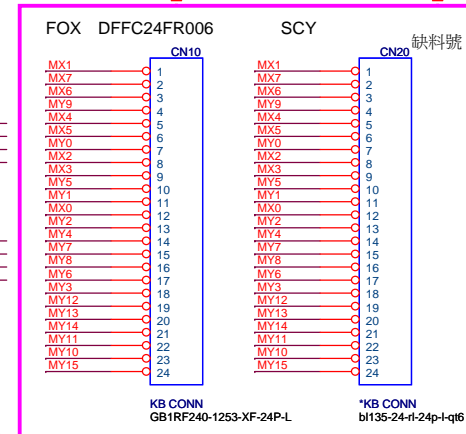 FOX DFFC24FR006
CN10
MX1 1
MX7 2
MX6 3
MY9 4
MX4 5
MX5 6
MY0 7
MX2 8
MX3 9
MY5 10
MY1 11
MX0 12
MY2 13
MY4 14
MY7 15
MY8 16
MY6 17
MY3 18
MY12 19
MY13 20
MY14 21
MY11 22
MY10 23
MY15 24
KB CONN
GB1RF240-1253-XF-24P-L
SCY
缺料號
CN20
MX1 1
MX7 2
MX6 3
MY9 4
MX4 5
MX5 6
MY0 7
MX2 8
MX3 9
MY5 10
MY1 11
MX0 12
MY2 13
MY4 14
MY7 15
MY8 16
MY6 17
MY3 18
MY12 19
MY13 20
MY14 21
MY11 22
MY10 23
MY15 24
*KB CONN
bl135-24-rl-24p-l-qt6